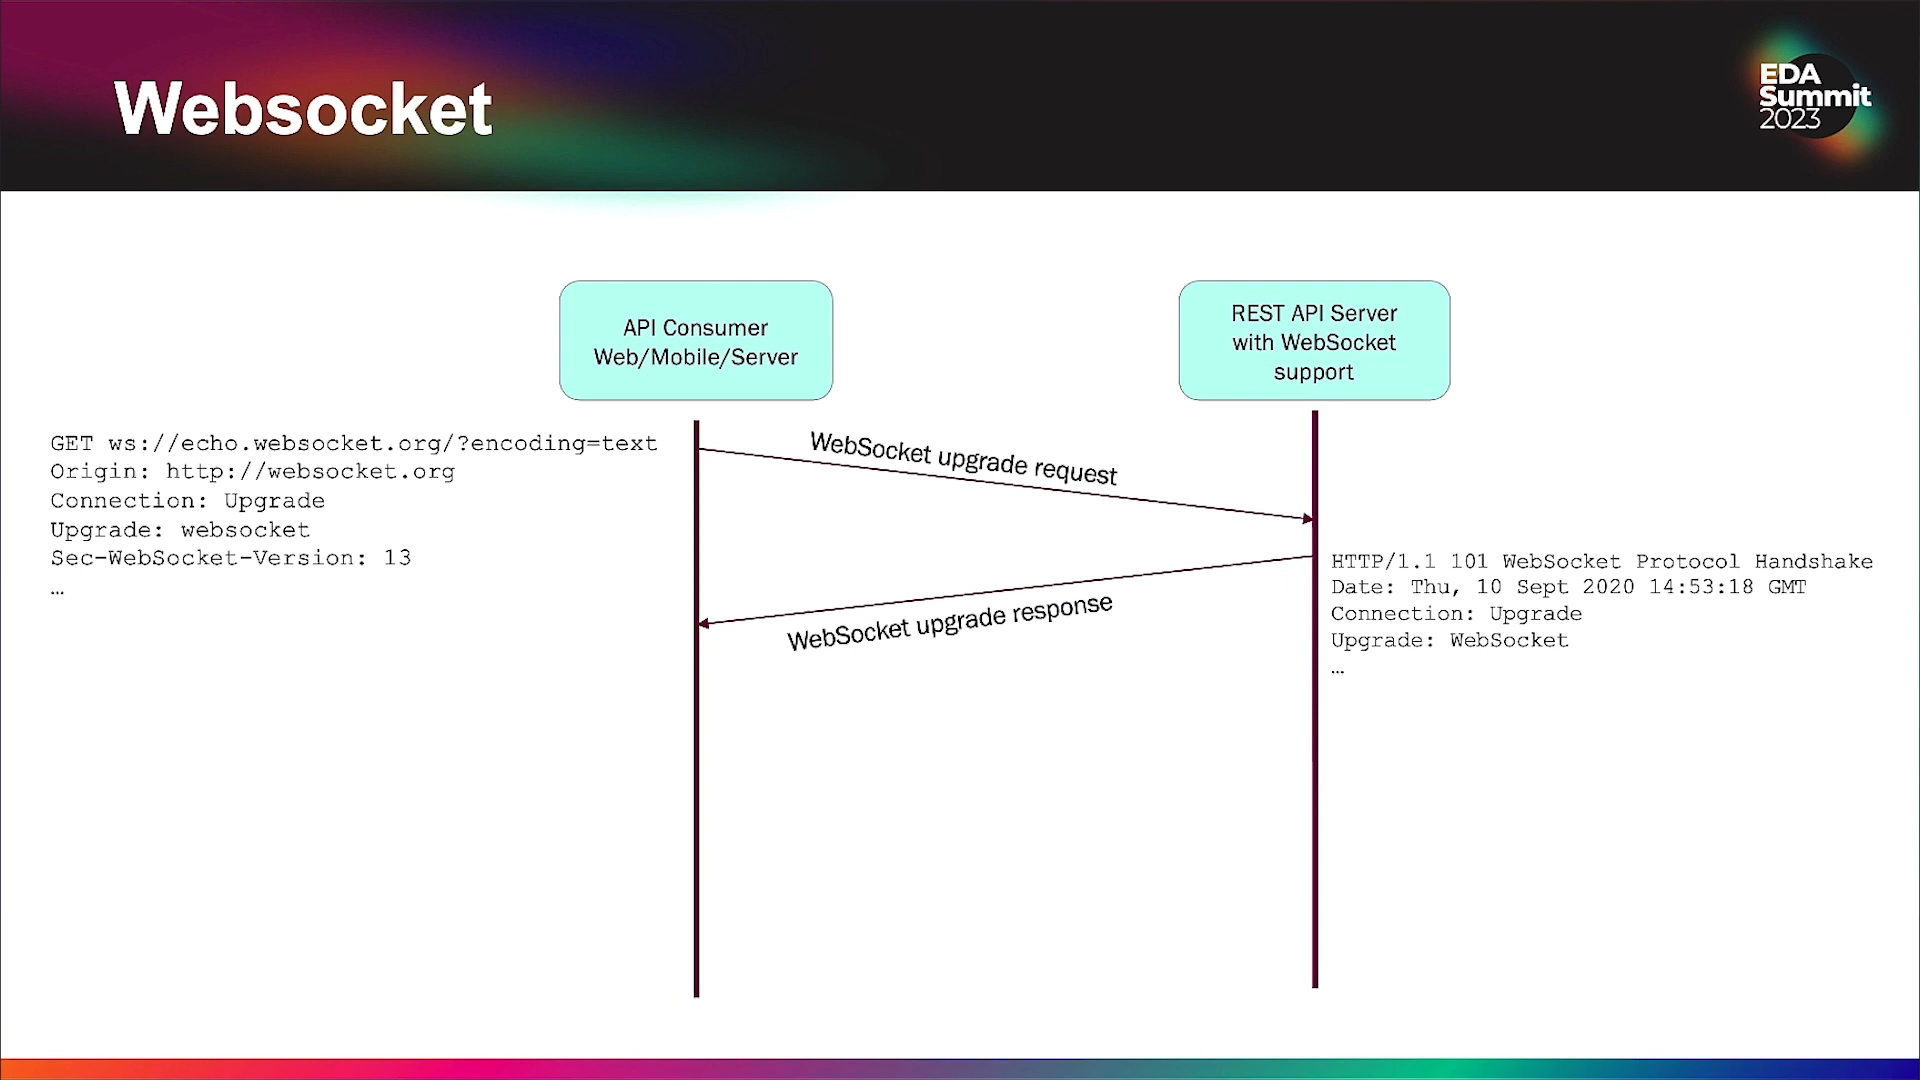 Websocket
EDA
Summit
2023
API Consumer
Web/Mobile/Server
REST API Server
with WebSocket
support
GET ws://echo.websocket.org/?encoding=text
Origin: http://websocket.org
Connection: Upgrade
Upgrade: websocket
Sec-WebSocket-Version: 13
…
WebSocket upgrade request
WebSocket upgrade response
HTTP/1.1 101 WebSocket Protocol Handshake
Date: Thu, 10 Sept 2020 14:53:18 GMT
Connection: Upgrade
Upgrade: WebSocket
…